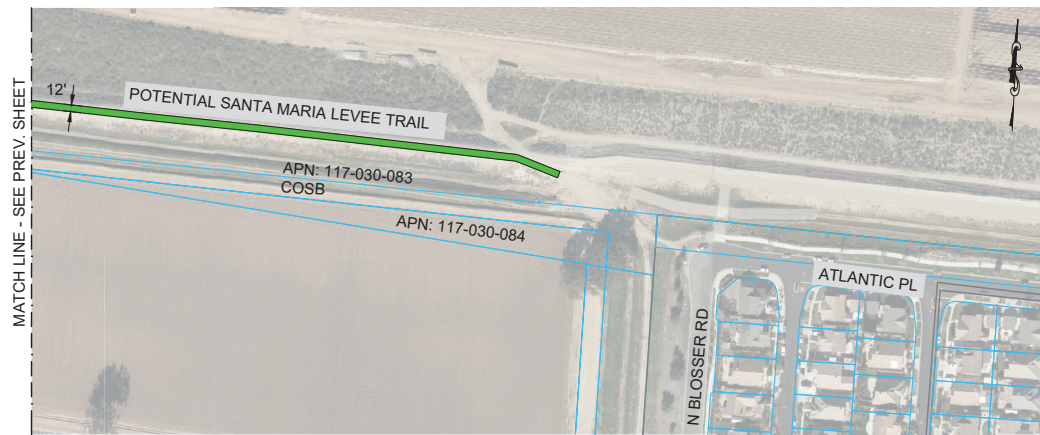 MATCH LINE - SEE PREV. SHEET
12'
POTENTIAL SANTA MARIA LEVEE TRAIL
APN: 117-030-083
COSB
APN: 117-030-084
ATLANTIC PL
N BLOSSER RD